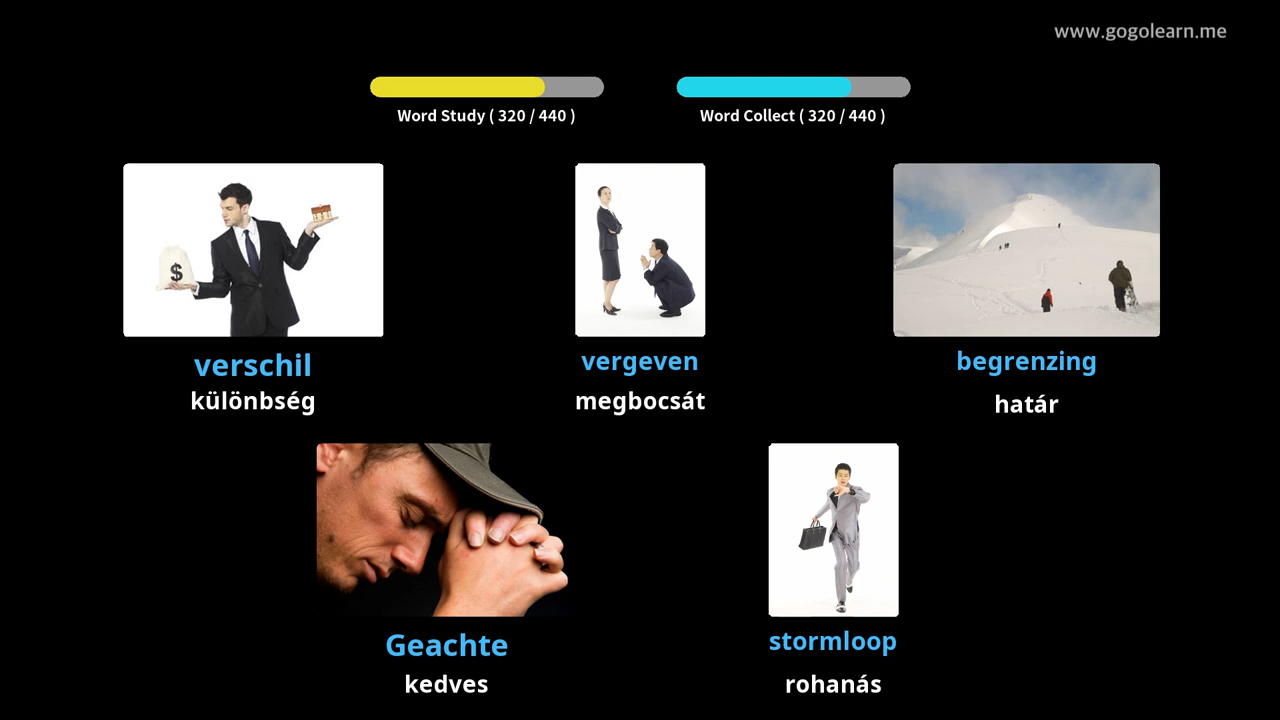 www.gogolearn.me
Word Study ( 320 / 440 )
Word Collect ( 320 / 440 )
$
verschil
különbség
vergeven
megbocsát
begrenzing
határ
Geachte
kedves
stormloop
rohanás